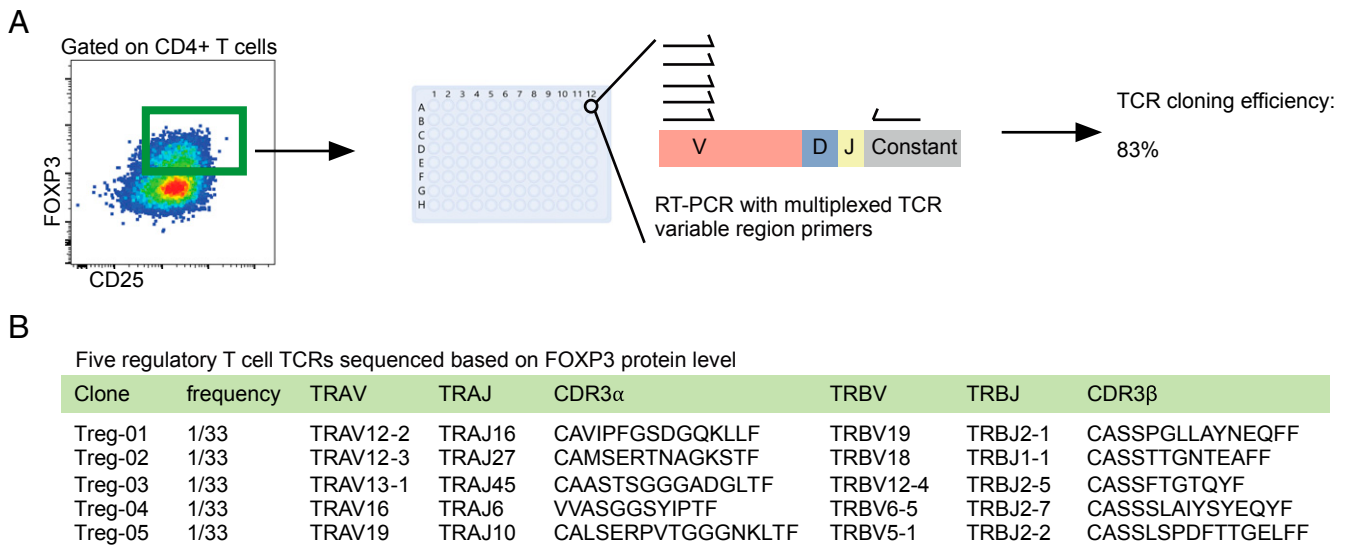 A
Gated on CD4+ T cells
FOXP3
CD25
1 2 3 4 5 6 7 8 9 10 11 12
A
B
C
D
E
F
G
H
V D J Constant
RT-PCR with multiplexed TCR
variable region primers
TCR cloning efficiency:
83%
B
Five regulatory T cell TCRs sequenced based on FOXP3 protein level
Clone frequency TRAV TRAJ CDR3α TRBV TRBJ CDR3β
Treg-01 1/33 TRAV12-2 TRAJ16 CAVIPFGSDGQKLLF TRBV19 TRBJ2-1 CASSPGLLAYNEQFF
Treg-02 1/33 TRAV12-3 TRAJ27 CAMSERTNAGKSTF TRBV18 TRBJ1-1 CASSTTGNTEAFF
Treg-03 1/33 TRAV13-1 TRAJ45 CAASTSGGGADGLTF TRBV12-4 TRBJ2-5 CASSFTGTQYF
Treg-04 1/33 TRAV16 TRAJ6 VVASGGSYIPTF TRBV6-5 TRBJ2-7 CASSSLAIYSYEQYF
Treg-05 1/33 TRAV19 TRAJ10 CALSERPVTGGGNKLTF TRBV5-1 TRBJ2-2 CASSLSPDFTTGELFF